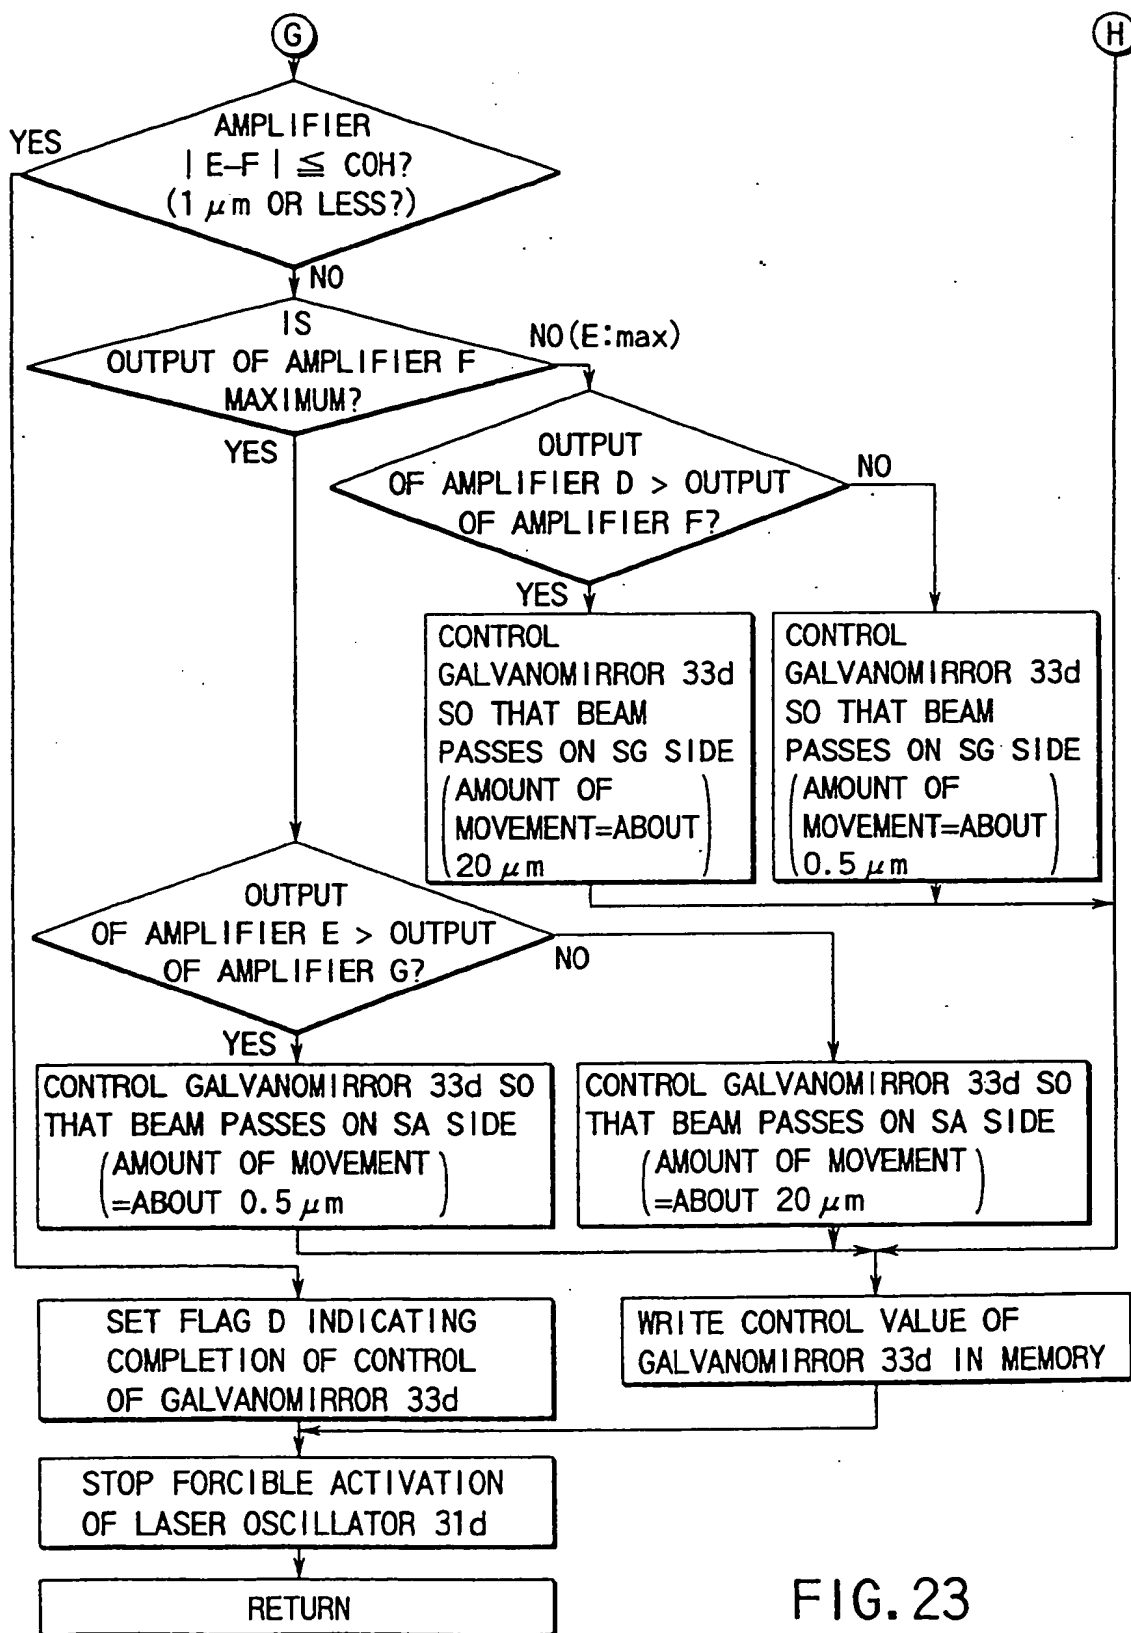 G
H
YES
AMPLIFIER
| E–F | ≦ COH?
(1 μm OR LESS?)
NO
IS
OUTPUT OF AMPLIFIER F
MAXIMUM?
NO(E:max)
YES
OUTPUT
OF AMPLIFIER D > OUTPUT
OF AMPLIFIER F?
NO
YES
CONTROL
GALVANOMIRROR 33d
SO THAT BEAM
PASSES ON SG SIDE
(AMOUNT OF
MOVEMENT=ABOUT
20 μm)
CONTROL
GALVANOMIRROR 33d
SO THAT BEAM
PASSES ON SG SIDE
(AMOUNT OF
MOVEMENT=ABOUT
0.5 μm)
OUTPUT
OF AMPLIFIER E > OUTPUT
OF AMPLIFIER G?
NO
YES
CONTROL GALVANOMIRROR 33d SO
THAT BEAM PASSES ON SA SIDE
(AMOUNT OF MOVEMENT
=ABOUT 0.5 μm)
CONTROL GALVANOMIRROR 33d SO
THAT BEAM PASSES ON SA SIDE
(AMOUNT OF MOVEMENT
=ABOUT 20 μm)
SET FLAG D INDICATING
COMPLETION OF CONTROL
OF GALVANOMIRROR 33d
WRITE CONTROL VALUE OF
GALVANOMIRROR 33d IN MEMORY
STOP FORCIBLE ACTIVATION
OF LASER OSCILLATOR 31d
RETURN
FIG. 23